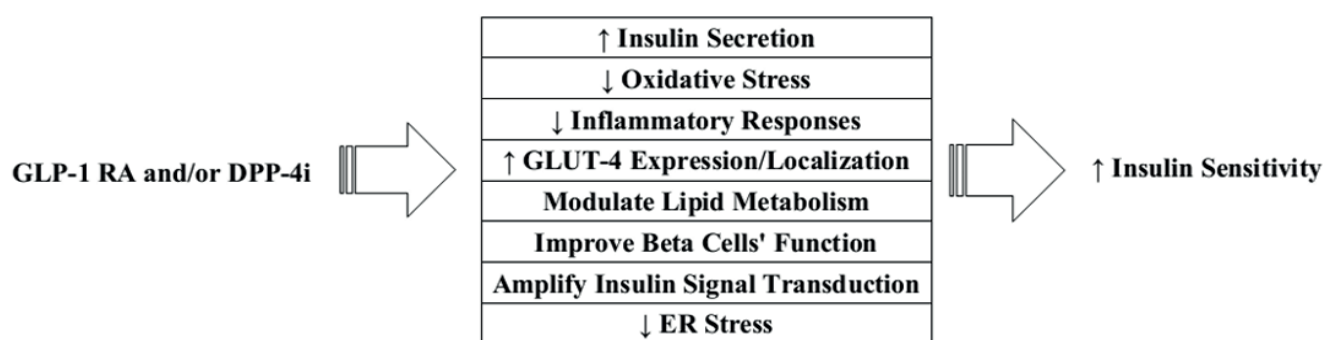 GLP-1 RA and/or DPP-4i
↑ Insulin Secretion
↓ Oxidative Stress
↓ Inflammatory Responses
↑ GLUT-4 Expression/Localization
Modulate Lipid Metabolism
Improve Beta Cells' Function
Amplify Insulin Signal Transduction
↓ ER Stress
↑ Insulin Sensitivity